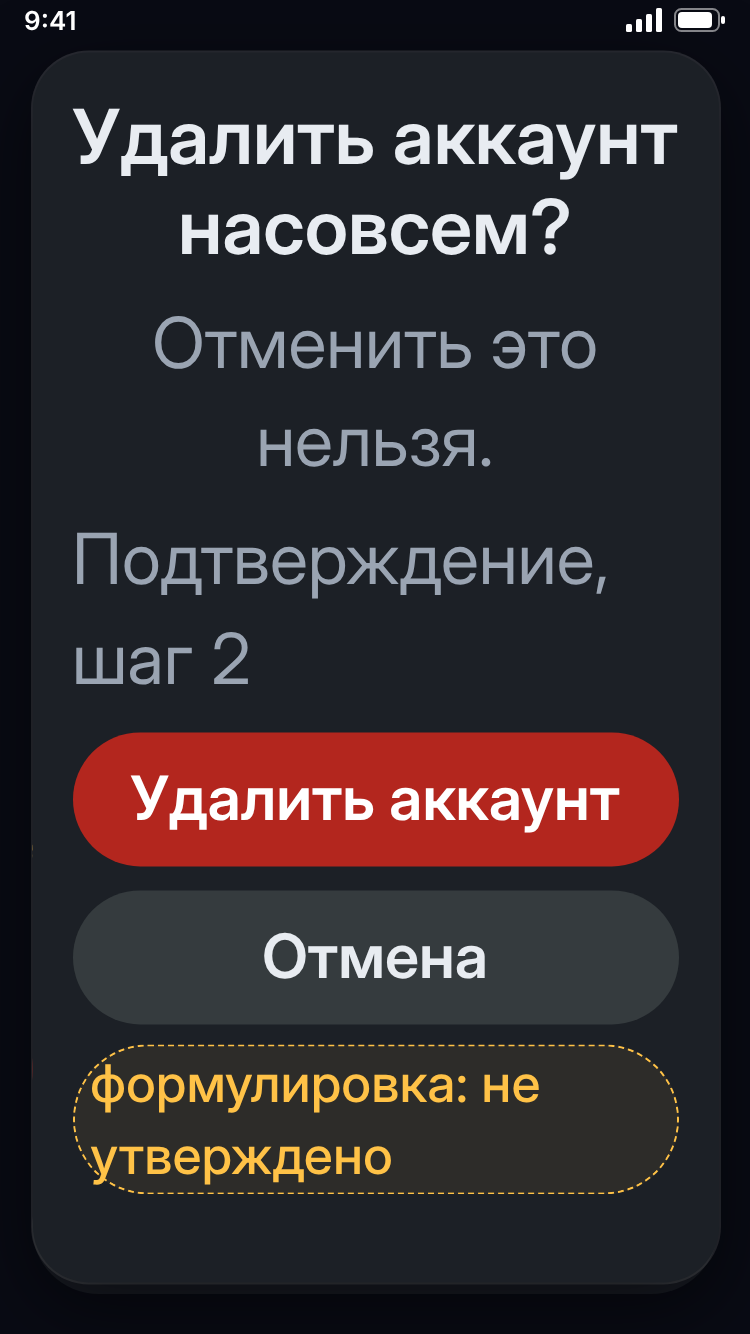 9:41
Удалить аккаунт
насовсем?
Отменить это
нельзя.
Подтверждение,
шаг 2
Удалить аккаунт
Отмена
формулировка: не
утверждено